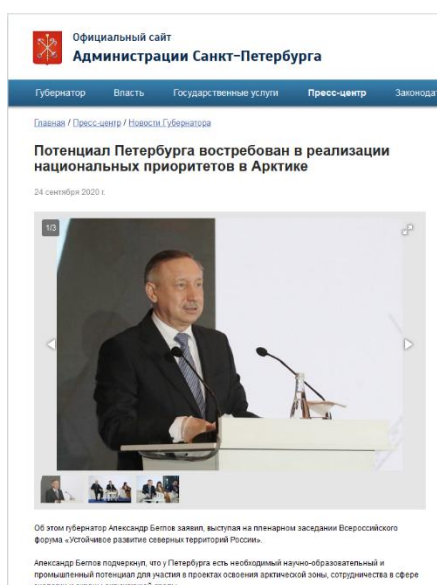 Официальный сайт
Администрации Санкт-Петербурга
Губернатор Власть Государственные услуги Пресс-центр Законодат
Главная / Пресс-центр / Новости Губернатора
Потенциал Петербурга востребован в реализации
национальных приоритетов в Арктике
24 сентября 2020 г.
1/3
Об этом губернатор Александр Беглов заявил, выступая на пленарном заседании Всероссийского
форума «Устойчивое развитие северных территорий России».
Александр Беглов подчеркнул, что у Петербурга есть необходимый научно-образовательный и
промышленный потенциал для участия в проектах освоения арктической зоны, сотрудничества в сфере